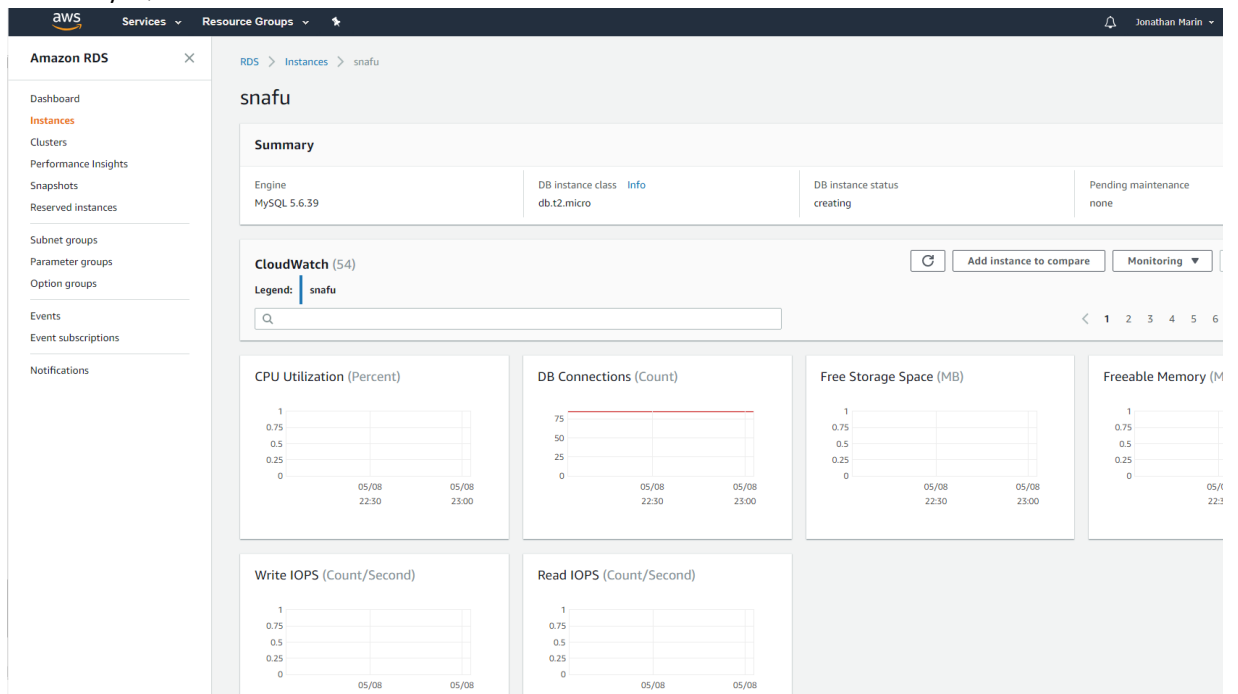 aws Services Resource Groups Jonathan Marin
Amazon RDS
Dashboard
Instances
Clusters
Performance Insights
Snapshots
Reserved instances
Subnet groups
Parameter groups
Option groups
Events
Event subscriptions
Notifications
RDS > Instances > snafu
snafu
Summary
Engine
MySQL 5.6.39
DB instance class Info
db.t2.micro
DB instance status
creating
Pending maintenance
none
CloudWatch (54)
Add instance to compare
Monitoring
Legend: snafu
1 2 3 4 5 6
CPU Utilization (Percent)
1
0.75
0.5
0.25
0
05/08 05/08
22:30 23:00
DB Connections (Count)
75
50
25
0
05/08 05/08
22:30 23:00
Free Storage Space (MB)
1
0.75
0.5
0.25
0
05/08 05/08
22:30 23:00
Freeable Memory (M
1
0.75
0.5
0.25
0
05/0
22:3
Write IOPS (Count/Second)
1
0.75
0.5
0.25
0
05/08 05/08
Read IOPS (Count/Second)
1
0.75
0.5
0.25
0
05/08 05/08